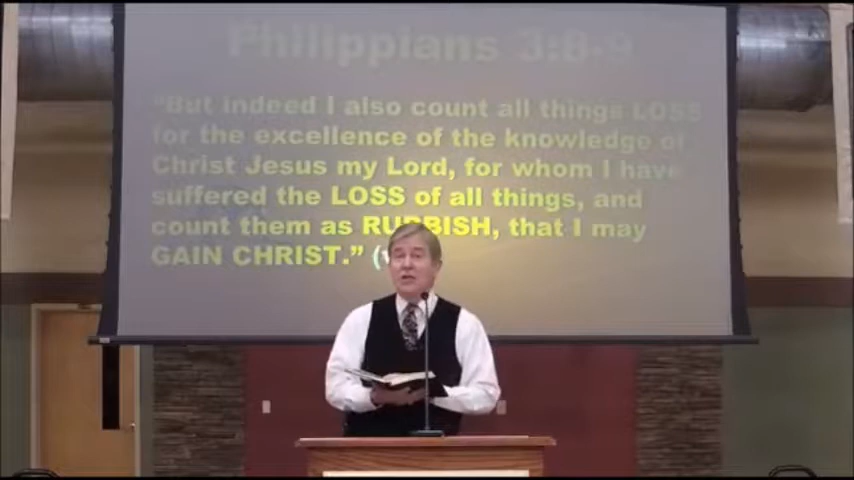 Philippians 3:8-9
"But indeed I also count all things LOSS
for the excellence of the knowledge of
Christ Jesus my Lord, for whom I have
suffered the LOSS of all things, and
count them as RUBBISH, that I may
GAIN CHRIST."